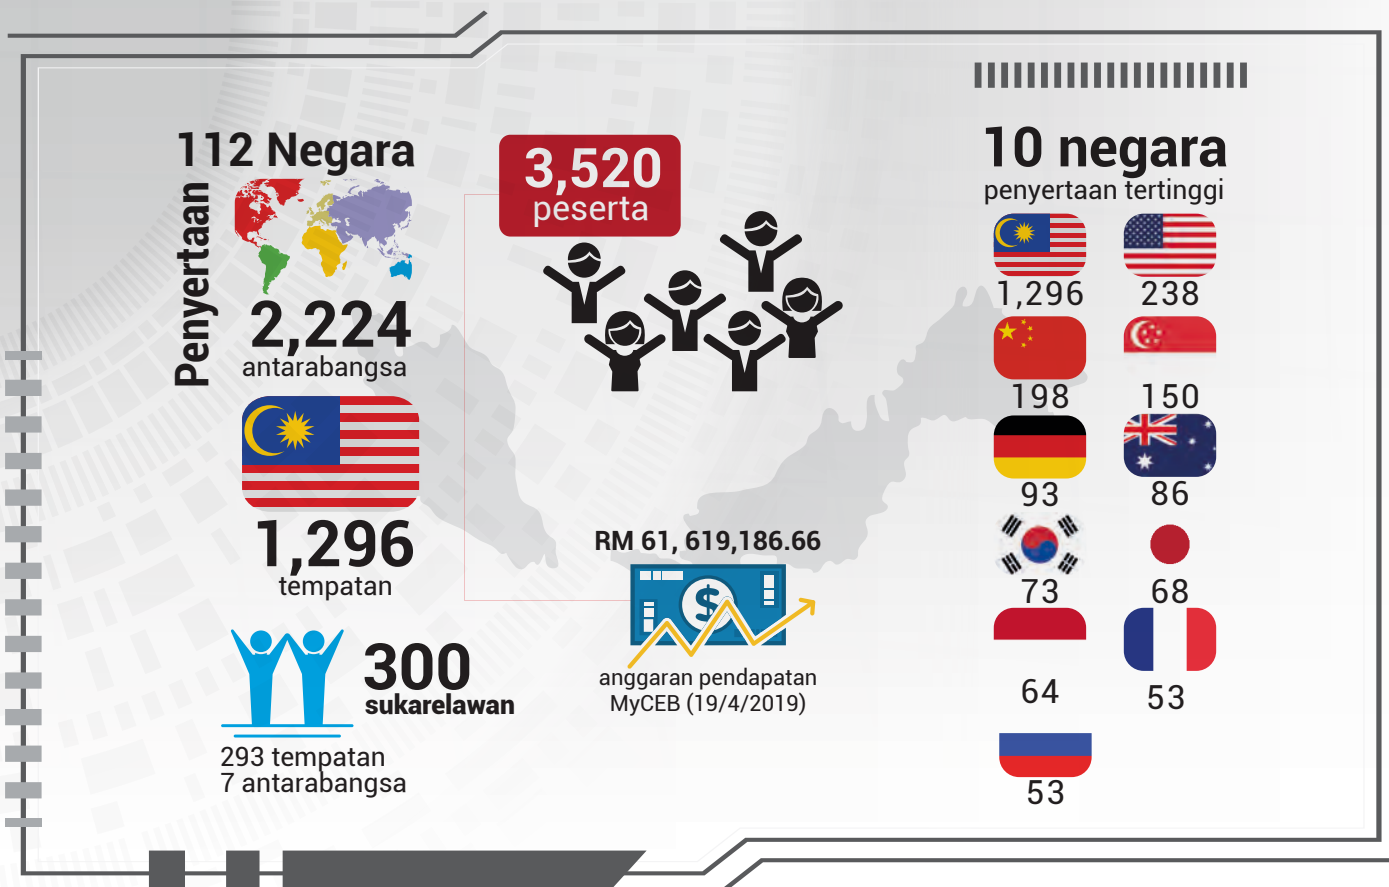 112 Negara
Penyertaan
2,224
antarabangsa
1,296
tempatan
300
sukarelawan
293 tempatan
7 antarabangsa
3,520
peserta
RM 61, 619,186.66
$
anggaran pendapatan
MyCEB (19/4/2019)
10 negara
penyertaan tertinggi
1,296 238
198 150
93 86
73 68
64 53
53